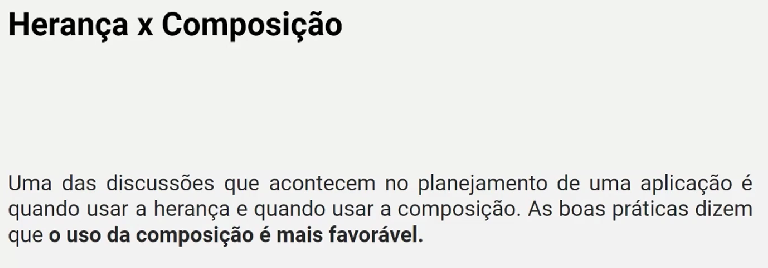 Herança x Composição
Uma das discussões que acontecem no planejamento de uma aplicação é
quando usar a herança e quando usar a composição. As boas práticas dizem
que o uso da composição é mais favorável.